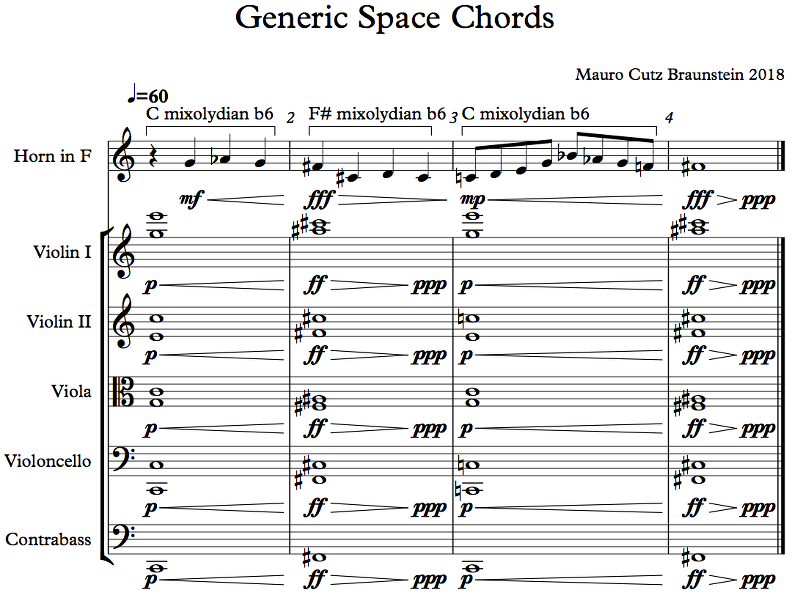 Generic Space Chords
Mauro Cutz Braunstein 2018
♩=60
C mixolydian b6 2 F# mixolydian b6 3 C mixolydian b6 4
Horn in F
mf fff mp fff ppp
Violin I
p ff ppp p ff ppp
Violin II
p ff ppp p ff ppp
Viola
p ff ppp p ff ppp
Violoncello
p ff ppp p ff ppp
Contrabass
p ff ppp p ff ppp